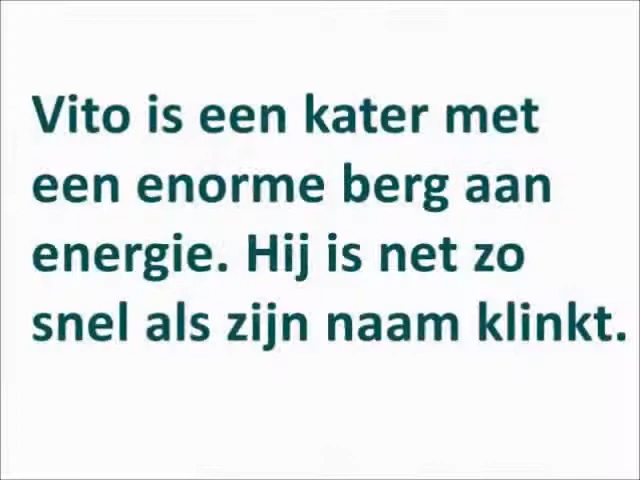 Vito is een kater met
een enorme berg aan
energie. Hij is net zo
snel als zijn naam klinkt.